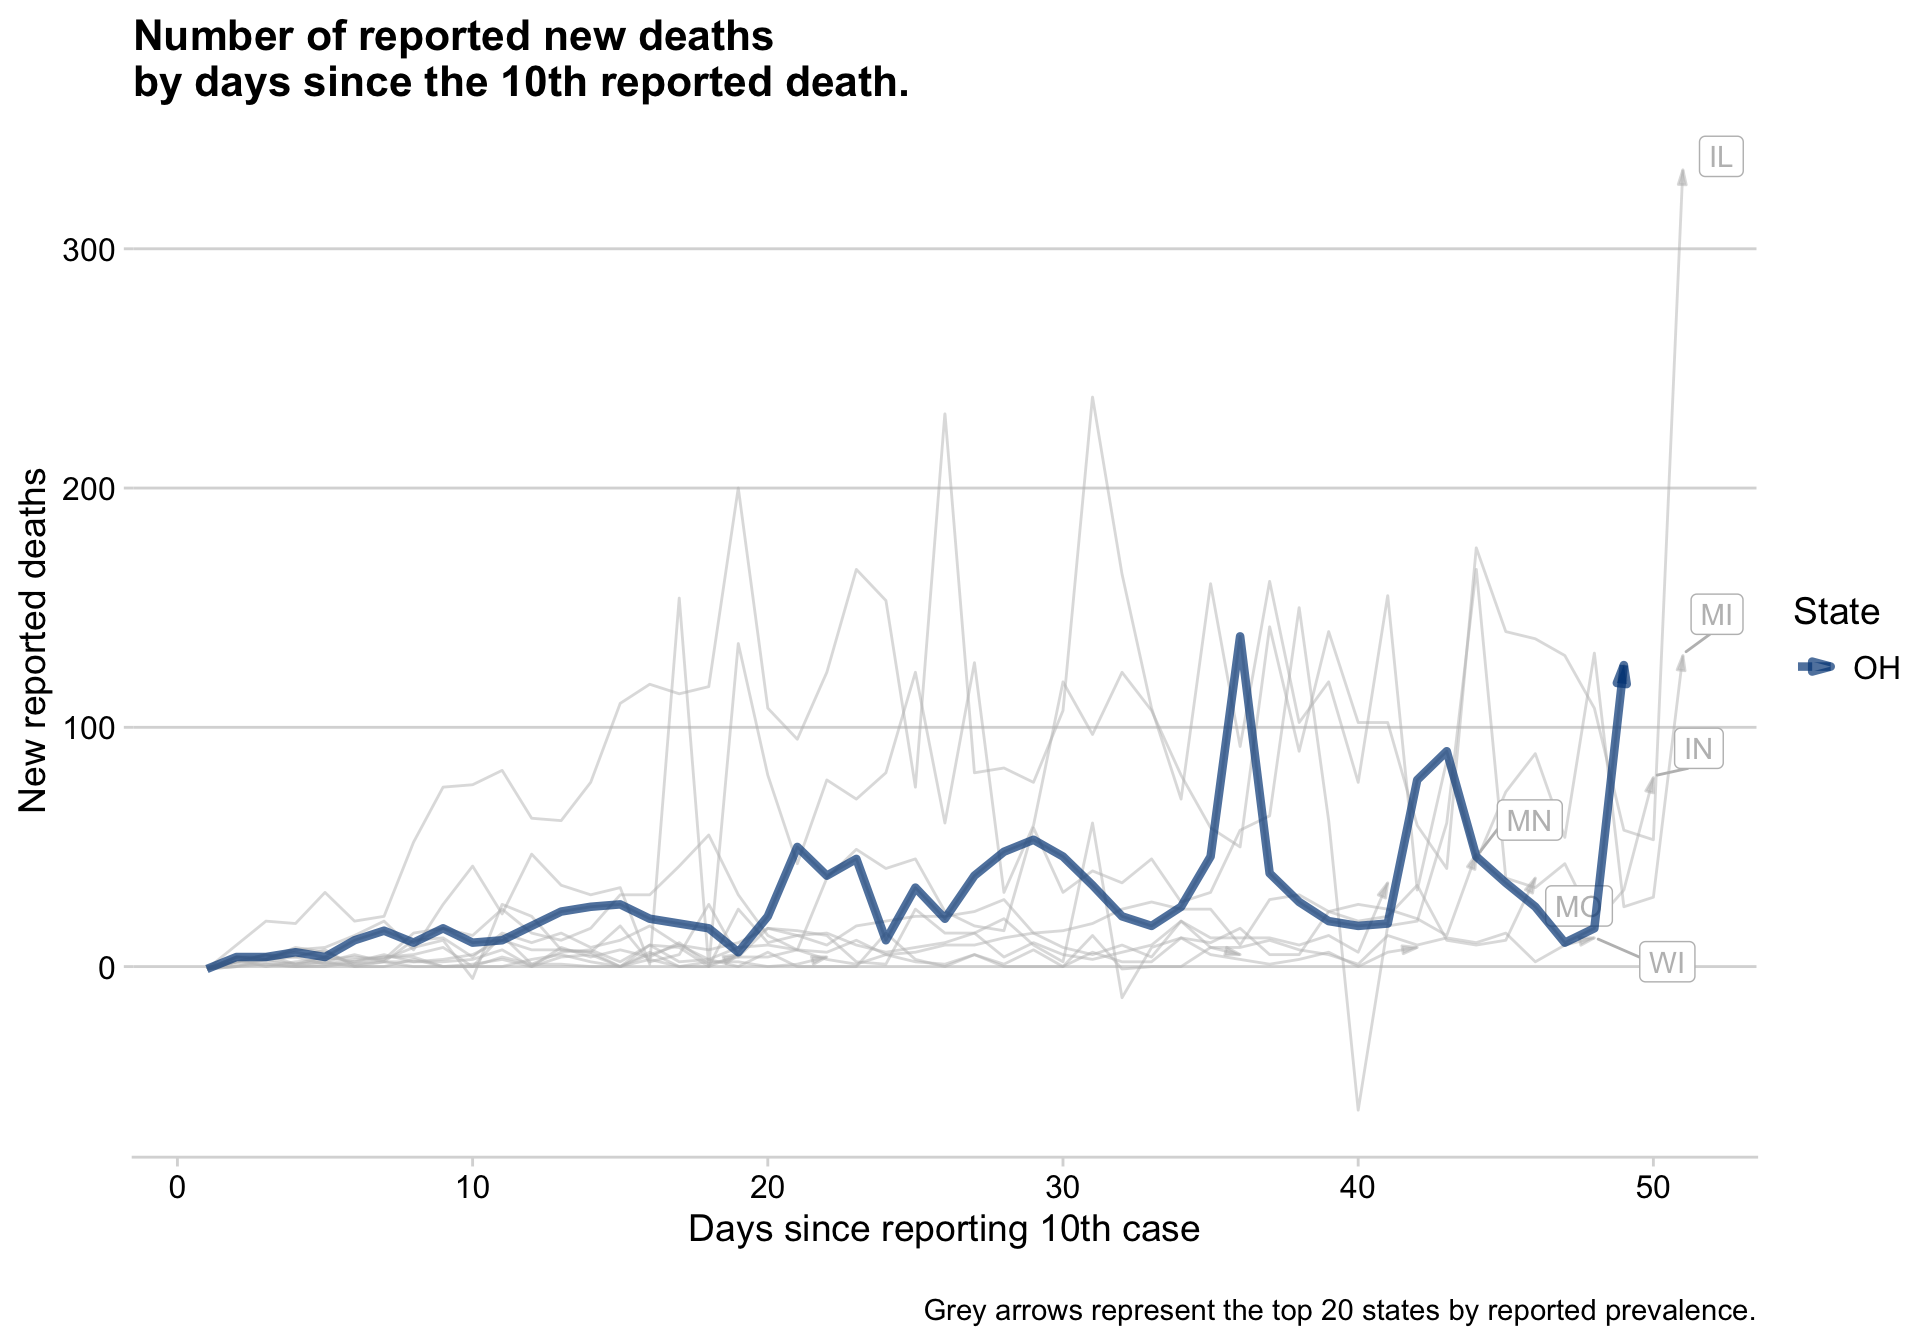 Number of reported new deaths
by days since the 10th reported death.
IL
300
200
New reported deaths
MI
State
OH
IN
100
MN
MO
WI
0
0 10 20 30 40 50
Days since reporting 10th case
Grey arrows represent the top 20 states by reported prevalence.